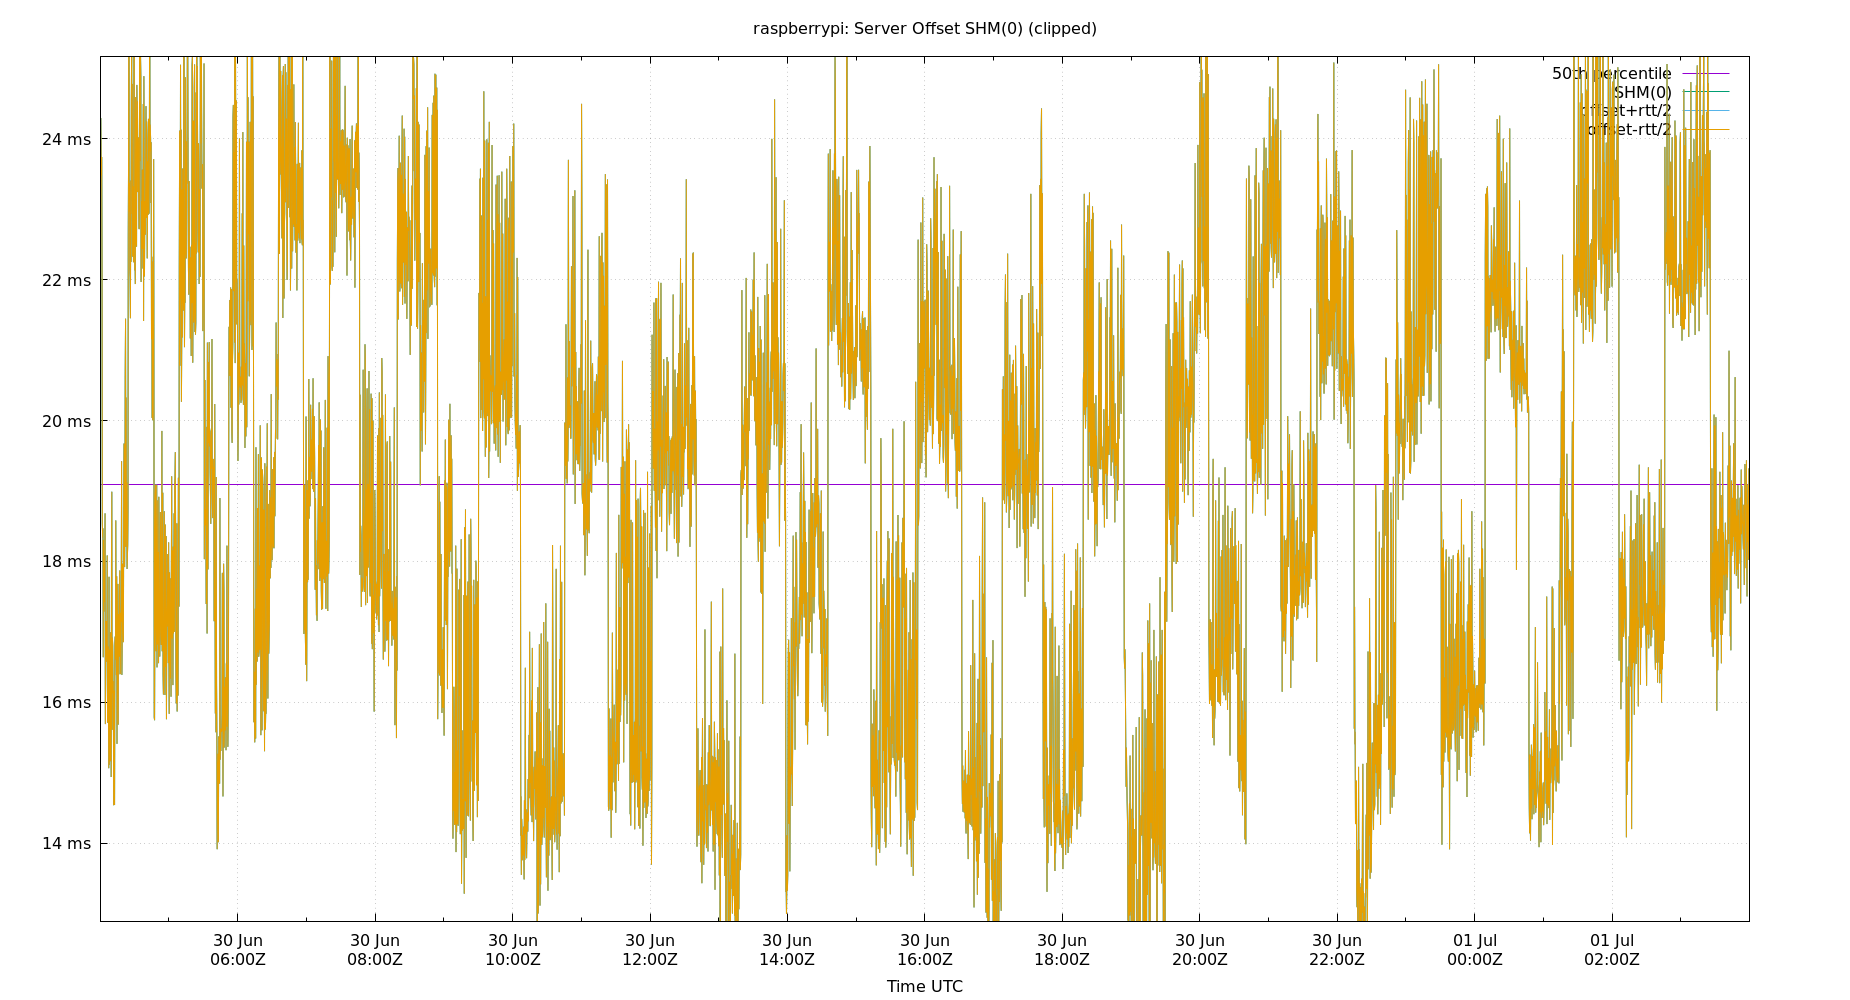 raspberrypi: Server Offset SHM(0) (clipped)
50th percentile
SHM(0)
offset+rtt/2
offset-rtt/2
24 ms
22 ms
20 ms
18 ms
16 ms
14 ms
30 Jun 30 Jun 30 Jun 30 Jun 30 Jun 30 Jun 30 Jun 30 Jun 30 Jun 01 Jul 01 Jul
06:00Z 08:00Z 10:00Z 12:00Z 14:00Z 16:00Z 18:00Z 20:00Z 22:00Z 00:00Z 02:00Z
Time UTC